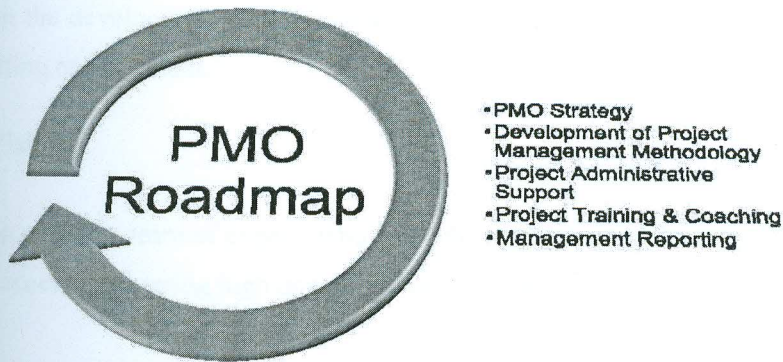 PMO
Roadmap
▪PMO Strategy
▪Development of Project
Management Methodology
▪Project Administrative
Support
▪Project Training & Coaching
▪Management Reporting